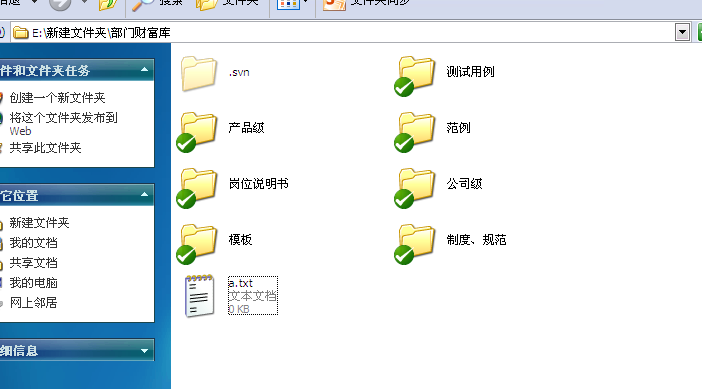 搜索 文件夹 文件夹同步
E:\新建文件夹\部门财富库
件和文件夹任务
创建一个新文件夹
将这个文件夹发布到
Web
共享此文件夹
它位置
新建文件夹
我的文档
共享文档
我的电脑
网上邻居
细信息
.svn
测试用例
产品级
范例
岗位说明书
公司级
模板
制度、规范
a.txt
文本文档
0 KB